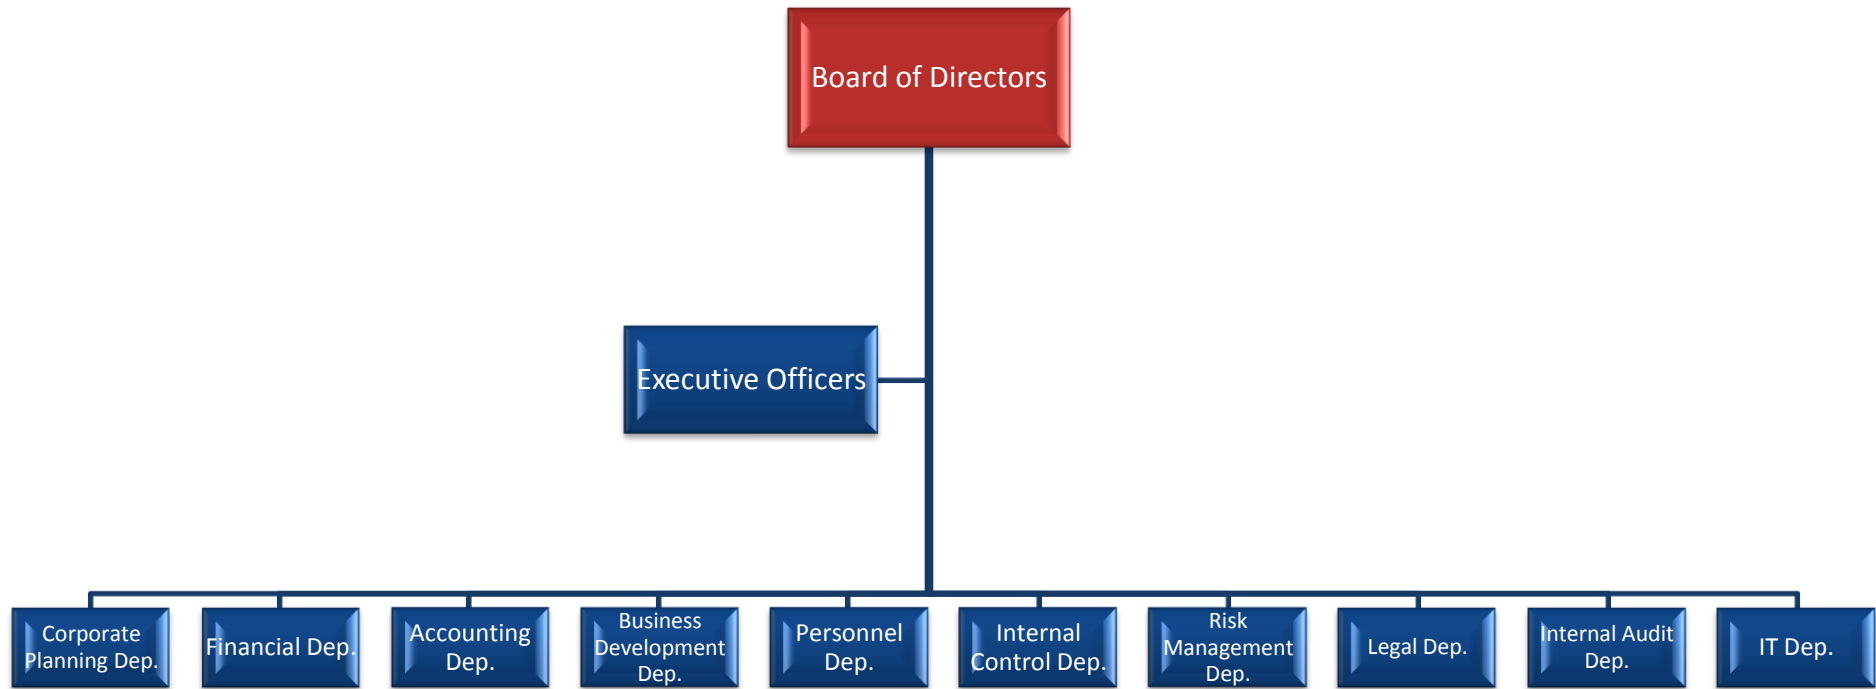 Board of Directors
Executive Officers
Corporate
Planning Dep.
Financial Dep.
Accounting
Dep.
Business
Development
Dep.
Personnel
Dep.
Internal
Control Dep.
Risk
Management
Dep.
Legal Dep.
Internal Audit
Dep.
IT Dep.